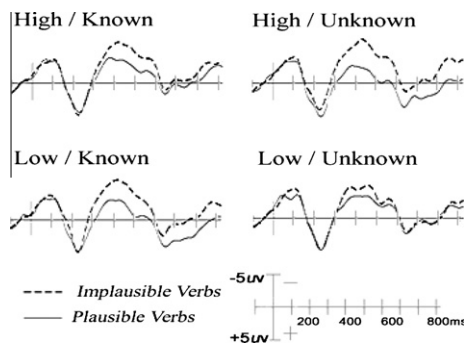 High / Known
High / Unknown
Low / Known
Low / Unknown
Implausible Verbs
Plausible Verbs
-5uv
200 400 600 800ms
+5uv